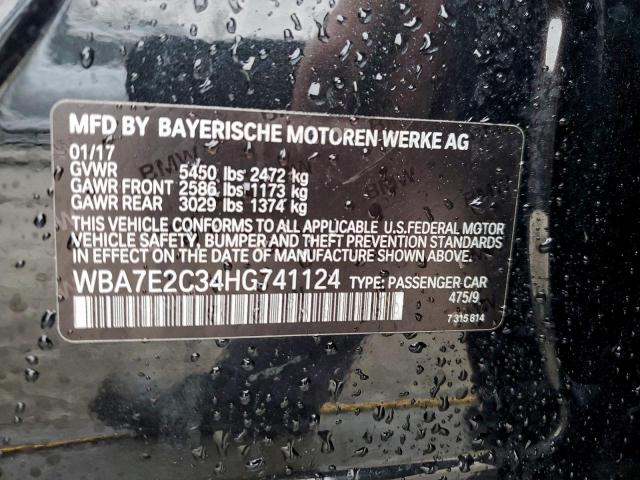 MFD BY BAYERISCHE MOTOREN WERKE AG
01/17
GVWR 5450 lbs 2472 kg
GAWR FRONT 2586 lbs 1173 kg
GAWR REAR 3029 lbs 1374 kg
THIS VEHICLE CONFORMS TO ALL APPLICABLE U.S.FEDERAL MOTOR
VEHICLE SAFETY, BUMPER AND THEFT PREVENTION STANDARDS
IN EFFECT ON THE DATE OF MANUFACTURE SHOWN ABOVE.
WBA7E2C34HG741124 TYPE: PASSENGER CAR
475/9
7 315 814
BMW
BMW